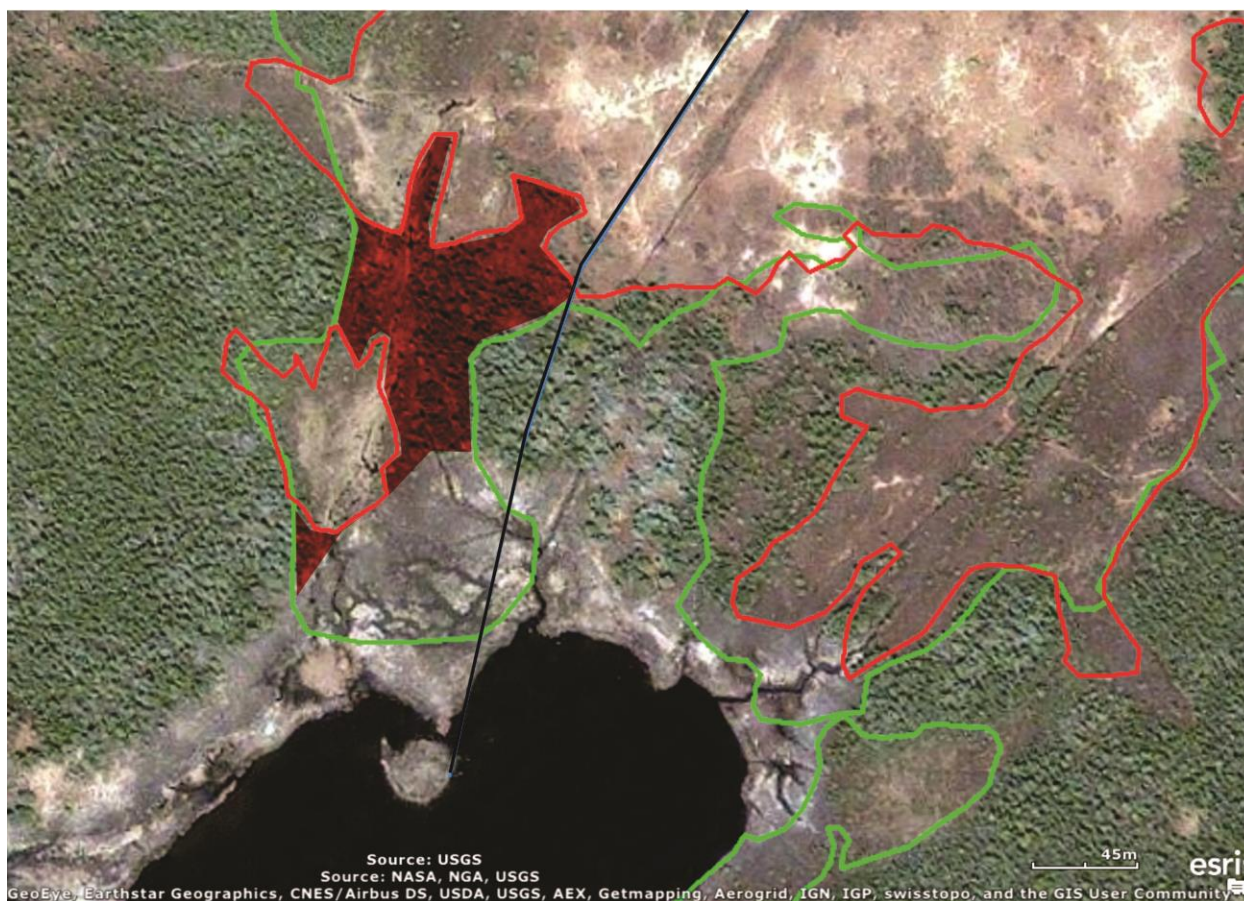 45m
esri
Source: USGS
Source: NASA, NGA, USGS
GeoEye, Earthstar Geographics, CNES/Airbus DS, USDA, USGS, AEX, Getmapping, Aerogrid, IGN, IGP, swisstopo, and the GIS User Community